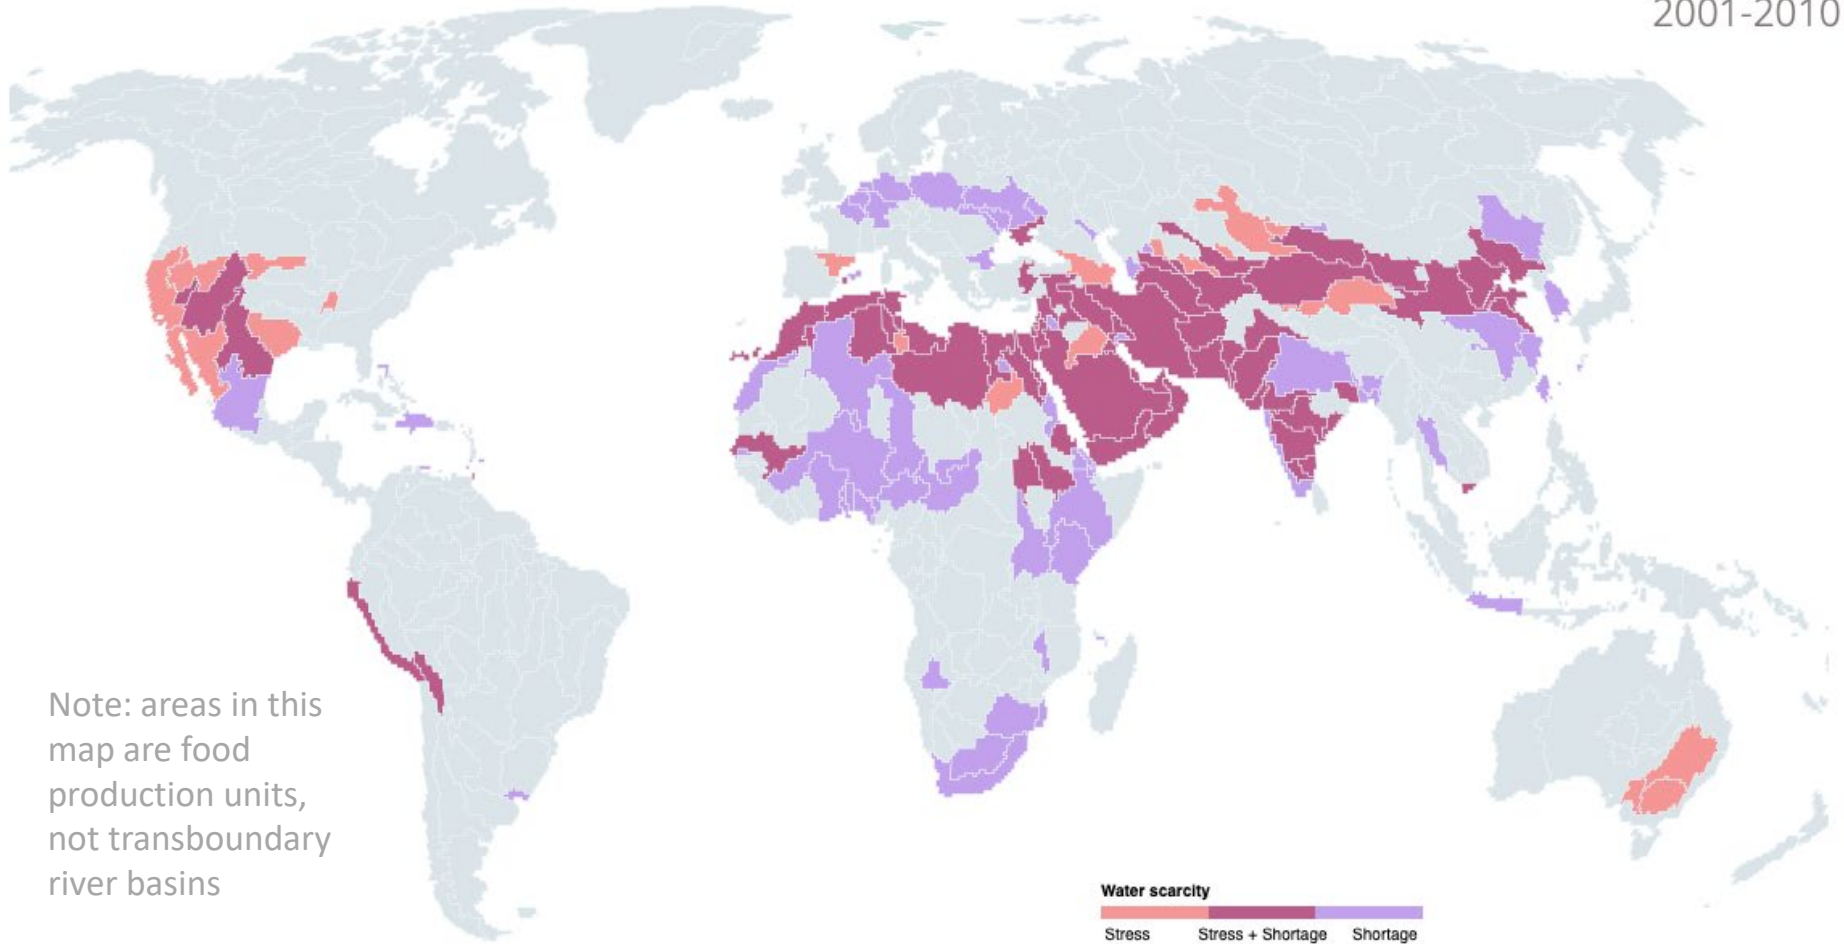 2001-2010
Note: areas in this
map are food
production units,
not transboundary
river basins
Water scarcity
Stress Stress + Shortage Shortage